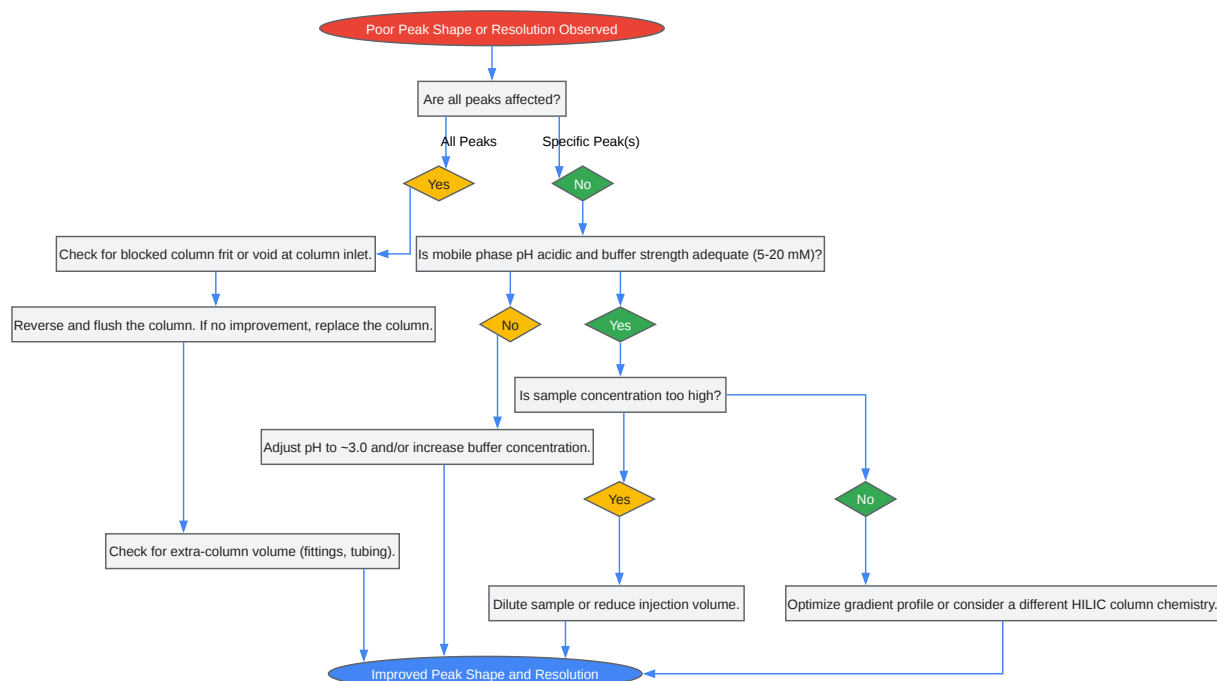 Poor Peak Shape or Resolution Observed
Are all peaks affected?
All Peaks
Specific Peak(s)
Yes
No
Check for blocked column frit or void at column inlet.
Is mobile phase pH acidic and buffer strength adequate (5-20 mM)?
Reverse and flush the column. If no improvement, replace the column.
No
Yes
Is sample concentration too high?
Adjust pH to ~3.0 and/or increase buffer concentration.
Yes
No
Check for extra-column volume (fittings, tubing).
Dilute sample or reduce injection volume.
Optimize gradient profile or consider a different HILIC column chemistry.
Improved Peak Shape and Resolution